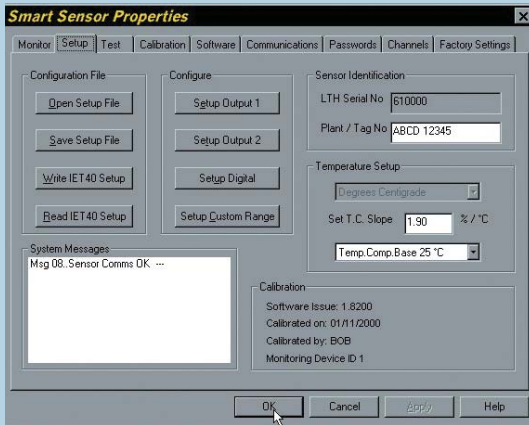 Smart Sensor Properties
Monitor Setup Test Calibration Software Communications Passwords Channels Factory Settings
Configuration File
Open Setup File
Save Setup File
Write IET40 Setup
Read IET40 Setup
Configure
Setup Output 1
Setup Output 2
Setup Digital
Setup Custom Range
Sensor Identification
LTH Serial No 610000
Plant / Tag No ABCD 12345
Temperature Setup
Degrees Centigrade
Set T.C. Slope 1.90 % / °C
Temp.Comp.Base 25 °C
System Messages
Msg 08..Sensor Comms OK ---
Calibration
Software Issue: 1.8200
Calibrated on: 01/11/2000
Calibrated by: BOB
Monitoring Device ID 1
OK Cancel Apply Help